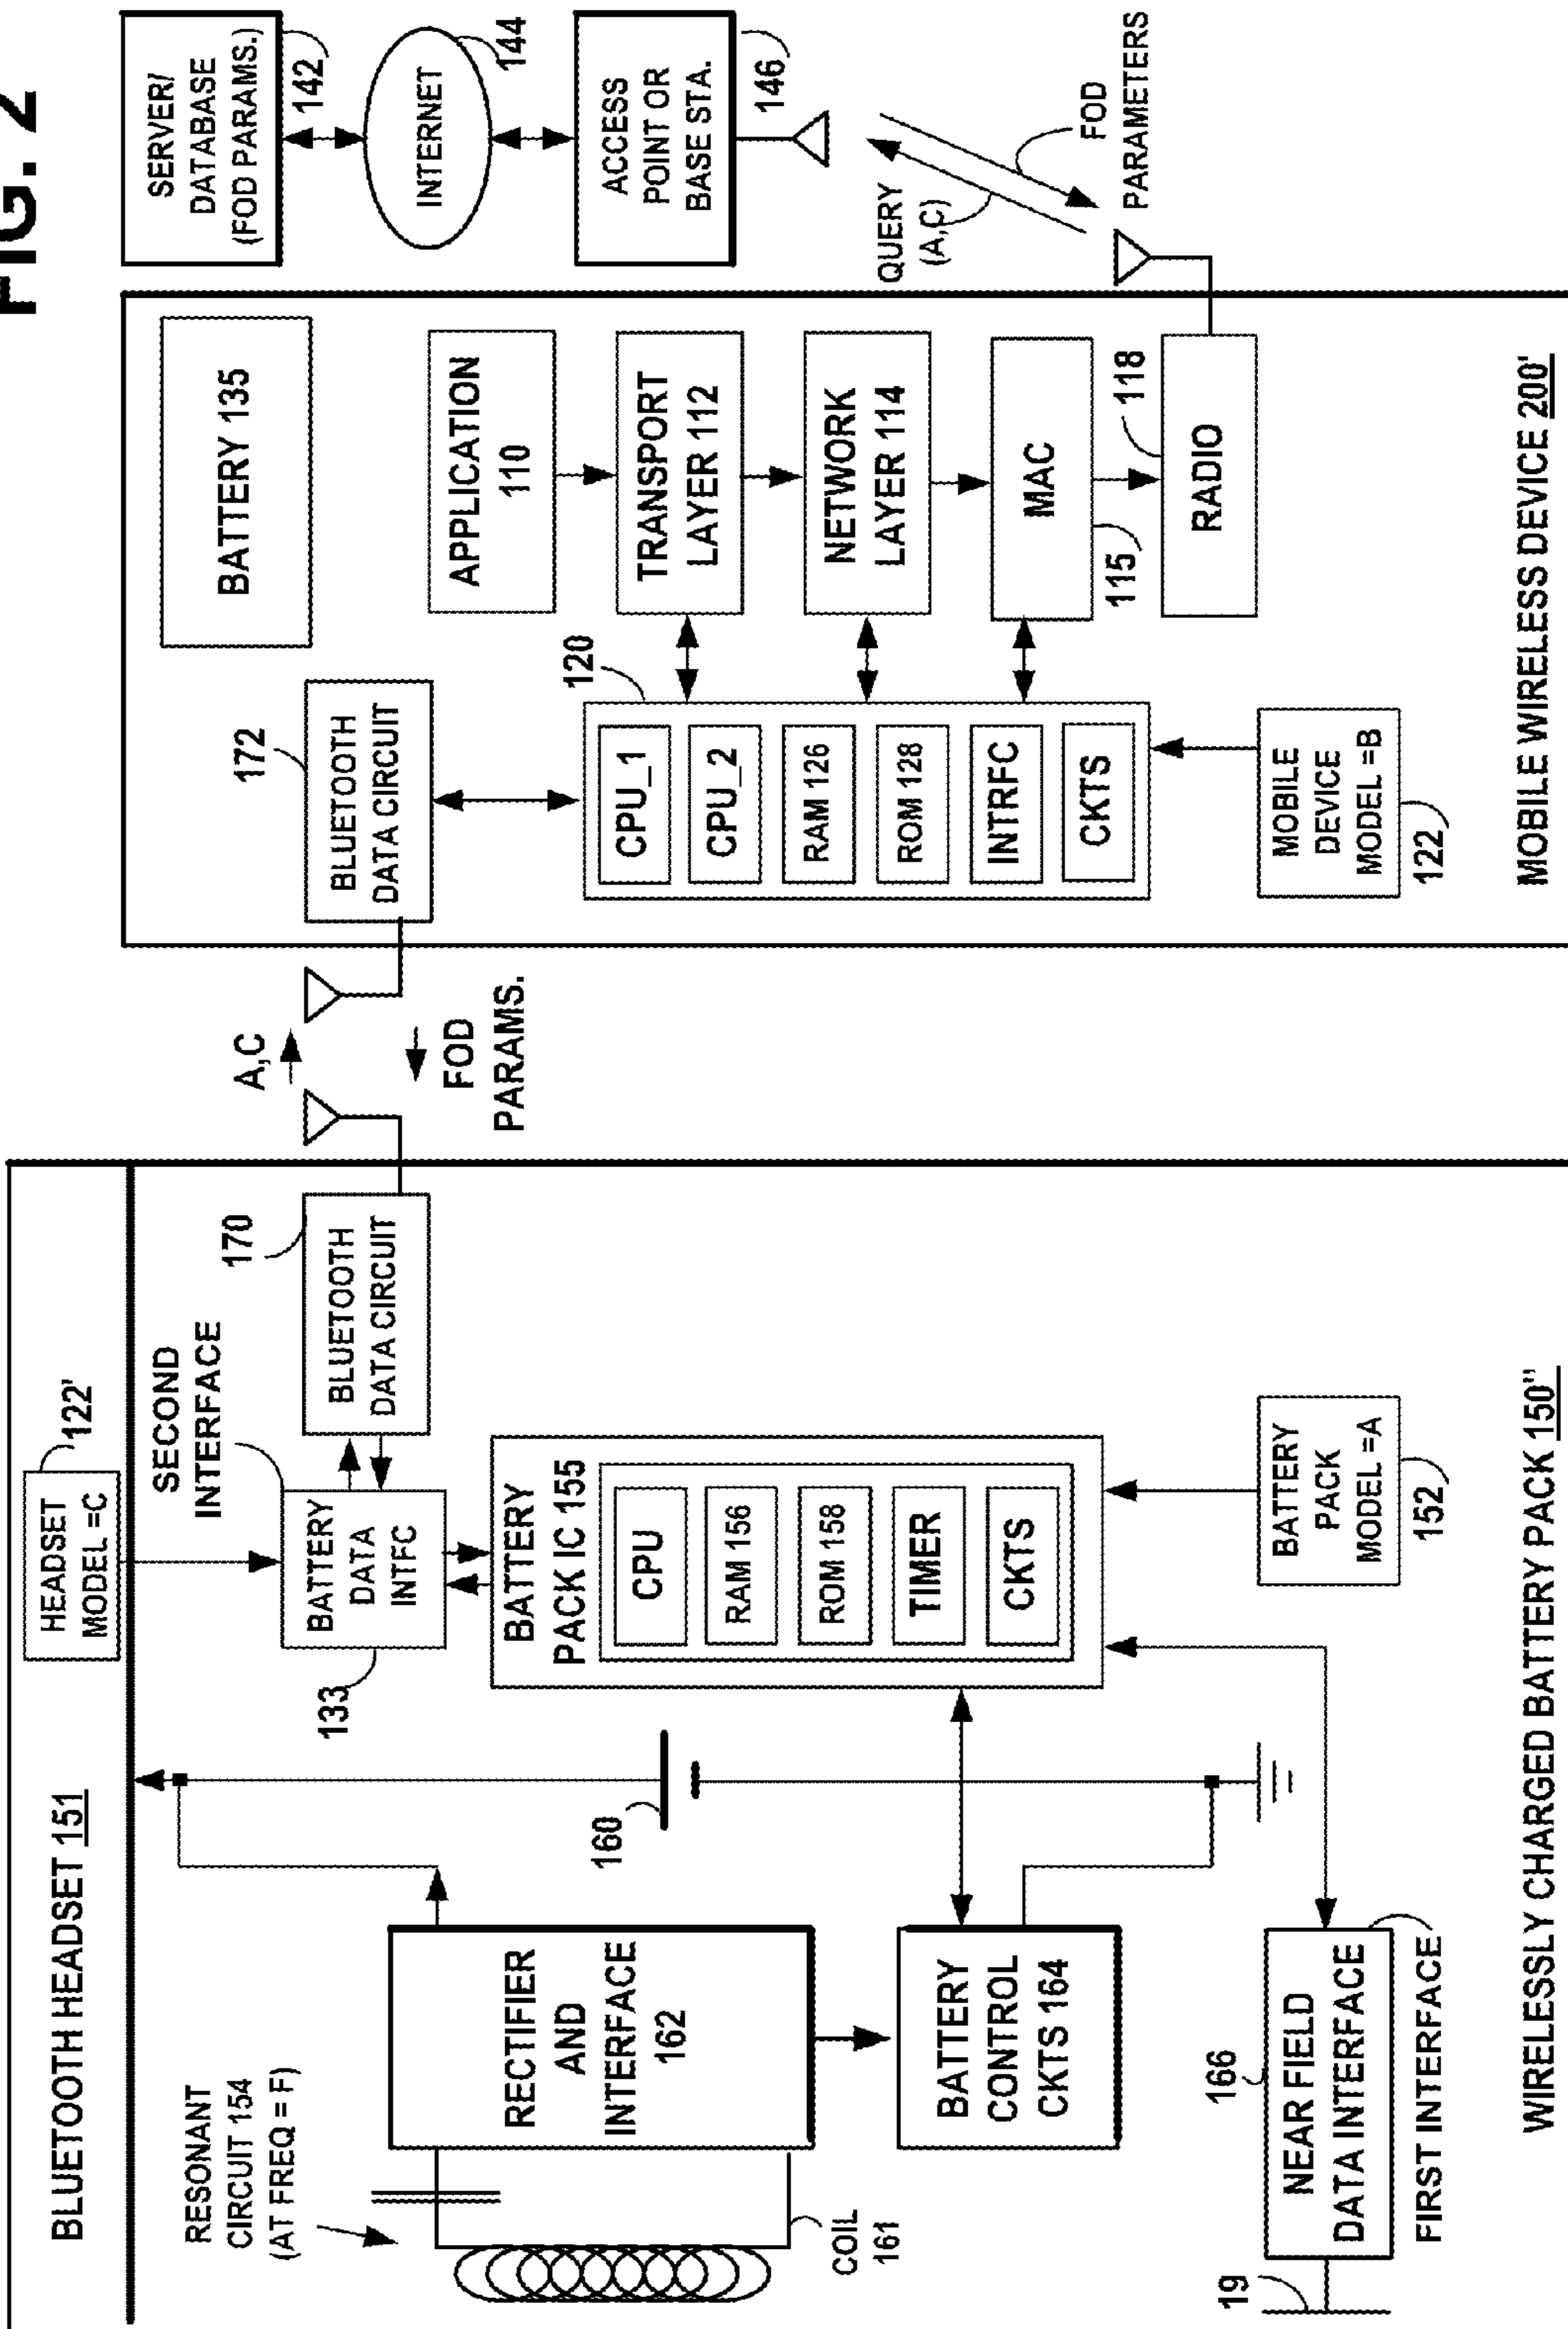 FIG. 2
BLUETOOTH HEADSET 151
HEADSET
MODEL =C
122'
RESONANT
CIRCUIT 154
(AT FREQ = F)
COIL
161
RECTIFIER
AND
INTERFACE
162
BATTERY
CONTROL
CKTS 164
160
19
166
NEAR FIELD
DATA INTERFACE
FIRST INTERFACE
SECOND
INTERFACE
BATTERY
DATA
INTFC
133
170
BLUETOOTH
DATA CIRCUIT
BATTERY
PACK IC 155
CPU
RAM 156
ROM 158
TIMER
CKTS
BATTERY
PACK
MODEL =A
152
WIRELESSLY CHARGED BATTERY PACK 150"
A,C
FOD
PARAMS.
172
BLUETOOTH
DATA CIRCUIT
BATTERY 135
120
CPU_1
CPU_2
RAM 126
ROM 128
INTRFC
CKTS
APPLICATION
110
TRANSPORT
LAYER 112
NETWORK
LAYER 114
MAC
115
118
RADIO
MOBILE
DEVICE
MODEL =B
122
MOBILE WIRELESS DEVICE 200'
SERVER/
DATABASE
(FOD PARAMS.)
142
INTERNET
144
ACCESS
POINT OR
BASE STA.
146
QUERY
(A,C)
FOD
PARAMETERS